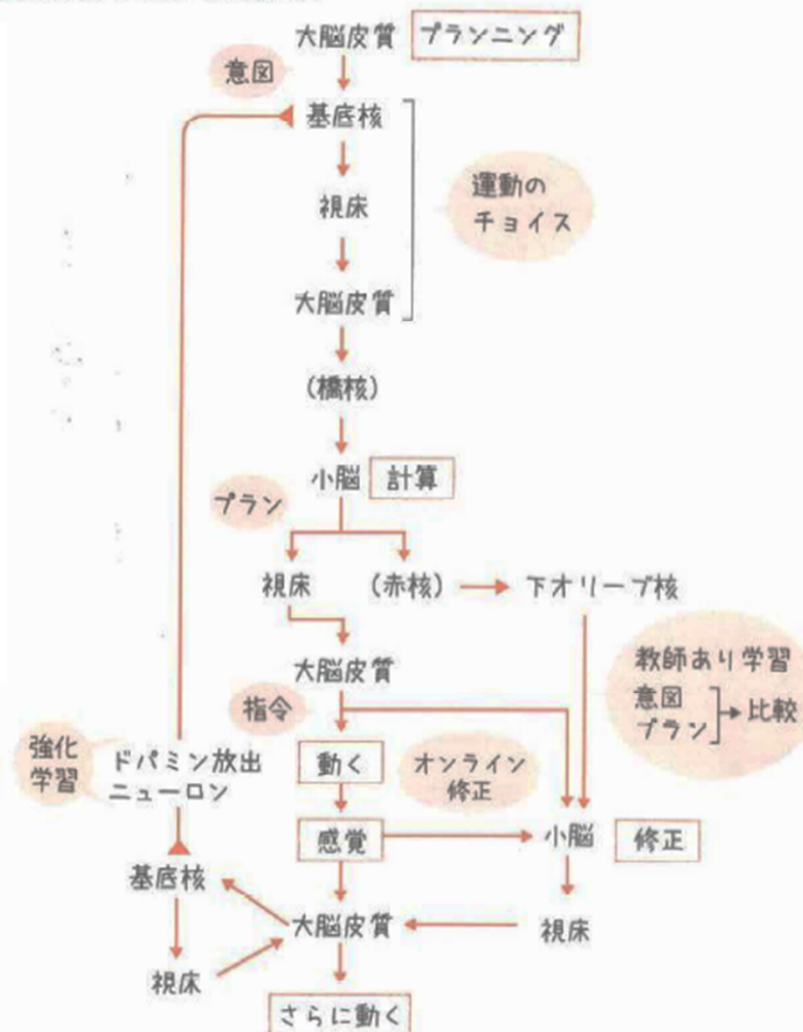 大脳皮質 プランニング
意図
基底核
運動の
チョイス
視床
大脳皮質
(橋核)
小脳 計算
プラン
視床 (赤核) 下オリーブ核
大脳皮質
教師あり学習
意図
プラン
比較
指令
強化
学習
ドパミン放出
ニューロン
動く
オンライン
修正
感覚
小脳 修正
基底核
大脳皮質
視床
視床
さらに動く